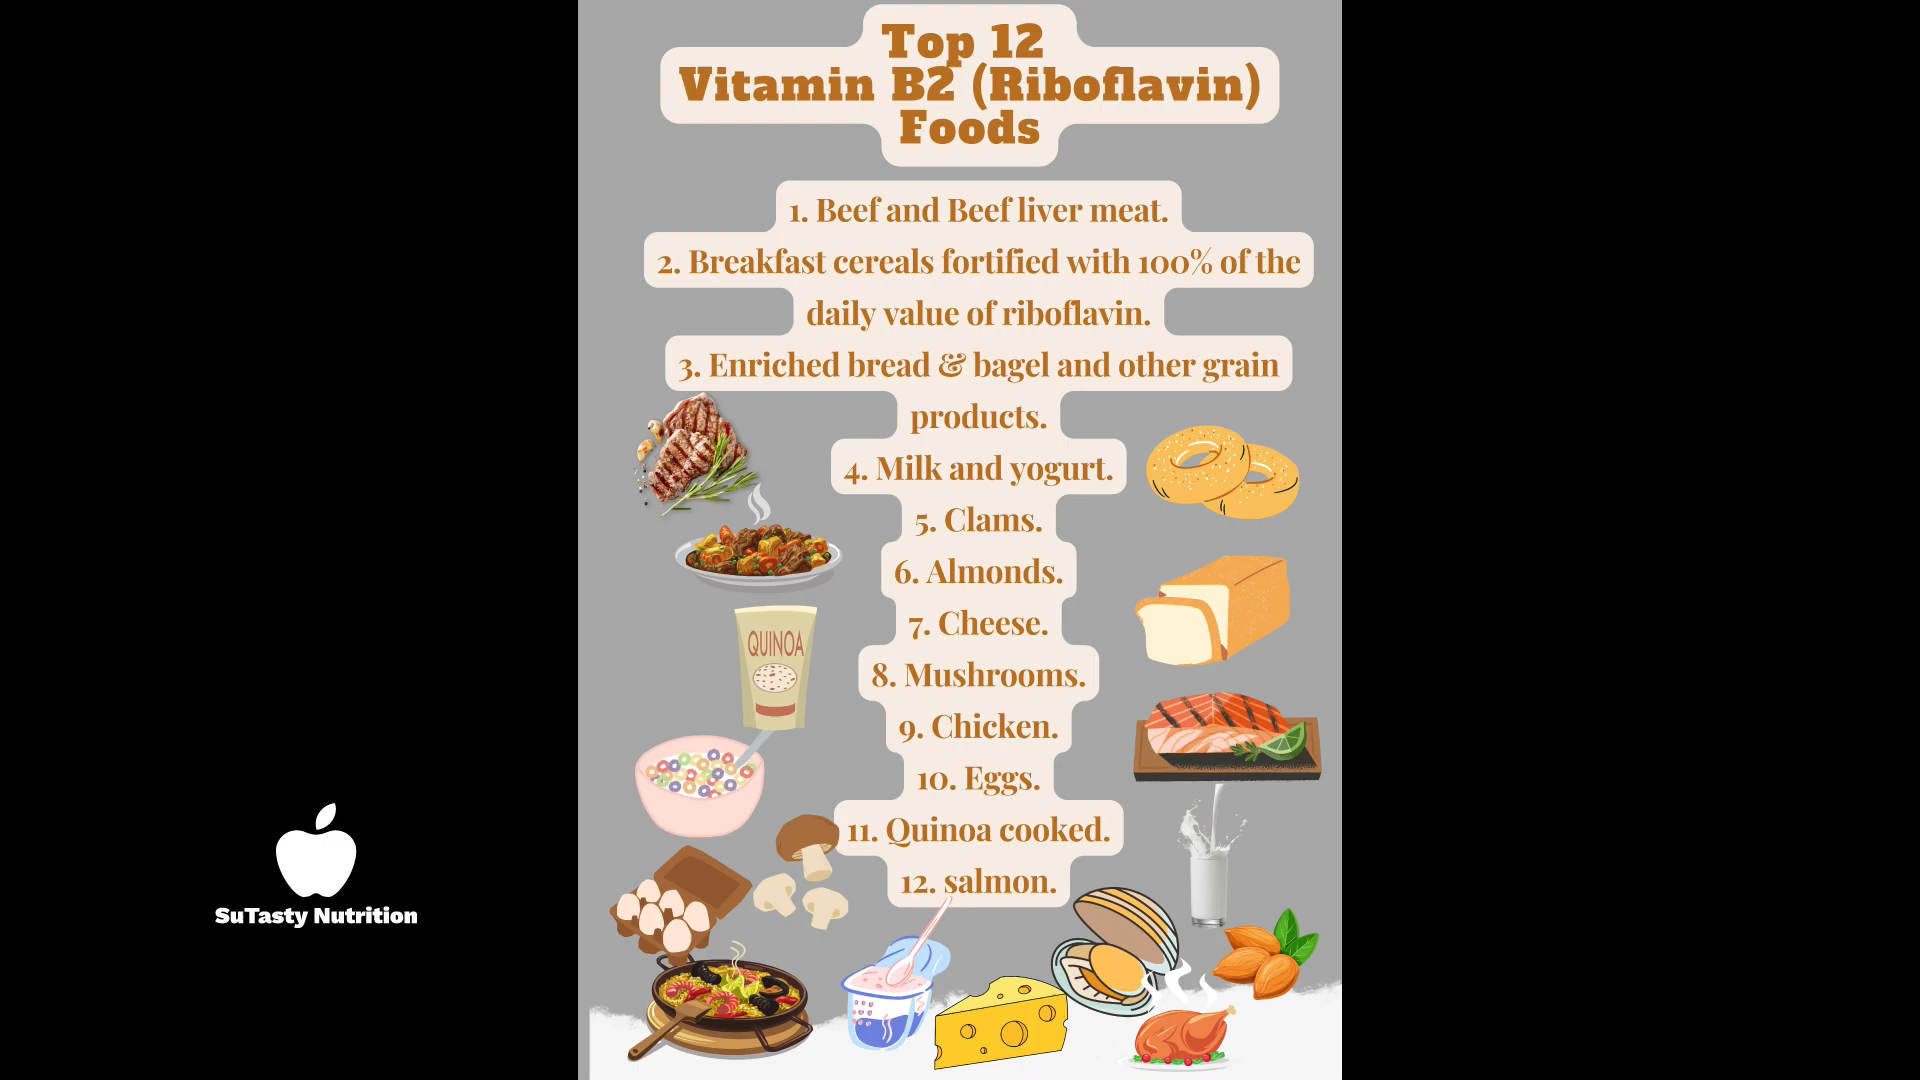 Top 12
Vitamin B2 (Riboflavin)
Foods
1. Beef and Beef liver meat.
2. Breakfast cereals fortified with 100% of the
daily value of riboflavin.
3. Enriched bread & bagel and other grain
products.
4. Milk and yogurt.
5. Clams.
6. Almonds.
7. Cheese.
8. Mushrooms.
9. Chicken.
10. Eggs.
11. Quinoa cooked.
12. salmon.
QUINOA
SuTasty Nutrition